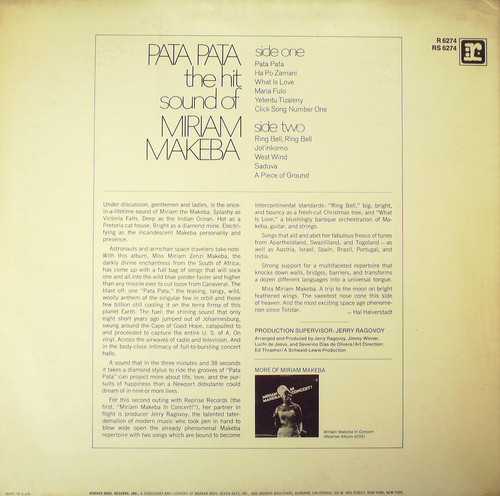 PATA PATA
the hit
sound of
MIRIAM
MAKEBA
side one
Pata Pata
Ha Po Zamani
What Is Love
Maria Fulo
Yetentu Tizaleny
Click Song Number One
side two
Ring Bell, Ring Bell
Jol'inkomo
West Wind
Saduva
A Piece of Ground
R 6274
RS 6274
r
Under discussion, gentlemen and ladies, is the once-
in-a-lifetime sound of Miriam the Makeba. Splashy as
Victoria Falls. Deep as the Indian Ocean. Hot as a
Pretoria cat house. Bright as a diamond mine. Electri-
fying as the incandescent Makeba personality and
presence.
Astronauts and armchair space travelers take note.
With this album, Miss Miriam Zenzi Makeba, the
darkly divine enchantress from the South of Africa,
has come up with a full bag of songs that will sock
one and all into the wild blue yonder faster and higher
than any missile ever to cut loose from Canaveral. The
blast off: one "Pata Pata," the teasing, tangy, wild,
woolly anthem of the singular few in orbit and those
few billion still cooling it on the terra firma of this
planet Earth. The fuel: the shining sound that only
eight short years ago jumped out of Johannesburg,
swung around the Cape of Good Hope, catapulted to
and proceeded to capture the entire U. S. of A. On
vinyl. Across the airwaves of radio and television. And
in the body-close intimacy of full-to-bursting concert
halls.
A sound that in the three minutes and 38 seconds
it takes a diamond stylus to ride the grooves of "Pata
Pata" can project more about life, love, and the pur-
suits of happiness than a Newport debutante could
dream of in nine or more lives.
For this second outing with Reprise Records (the
first, "Miriam Makeba In Concert!"), her partner in
flight is producer Jerry Ragovoy, the talented tater-
demalion of modern music who took pen in hand to
blow wide open the already phenomenal Makeba
repertoire with two songs which are bound to become
intercontinental standards: "Ring Bell," big, bright,
and bouncy as a fresh-cut Christmas tree, and "What
Is Love," a blushingly baroque orchestration of Ma-
keba, guitar, and strings.
Songs that aid and abet her fabulous fresco of tunes
from Apartheidland, Swaziliand, and Togoland—as
well as Austria, Israel, Spain, Brazil, Portugal, and
India.
Strong support for a multifaceted repertoire that
knocks down walls, bridges, barriers, and transforms
a dozen different languages into a universal tongue.
Miss Miriam Makeba. A trip to the moon on bright
feathered wings. The sweetest nose cone this side
of heaven. And the most exciting space age phenome-
non since Telstar.
— Hal Halverstadt
PRODUCTION SUPERVISOR: JERRY RAGOVOY
Arranged and Produced by Jerry Ragovoy, Jimmy Wisner,
Luchi de Jesus, and Severino Dias de Olivera/Art Direction:
Ed Thrasher/A Schwaid-Lewis Production
MORE OF MIRIAM MAKEBA
MIRIAM MAKEBA IN CONCERT!
Miriam Makeba In Concert
(Reprise Album 6253)
MADE IN U.S.A.